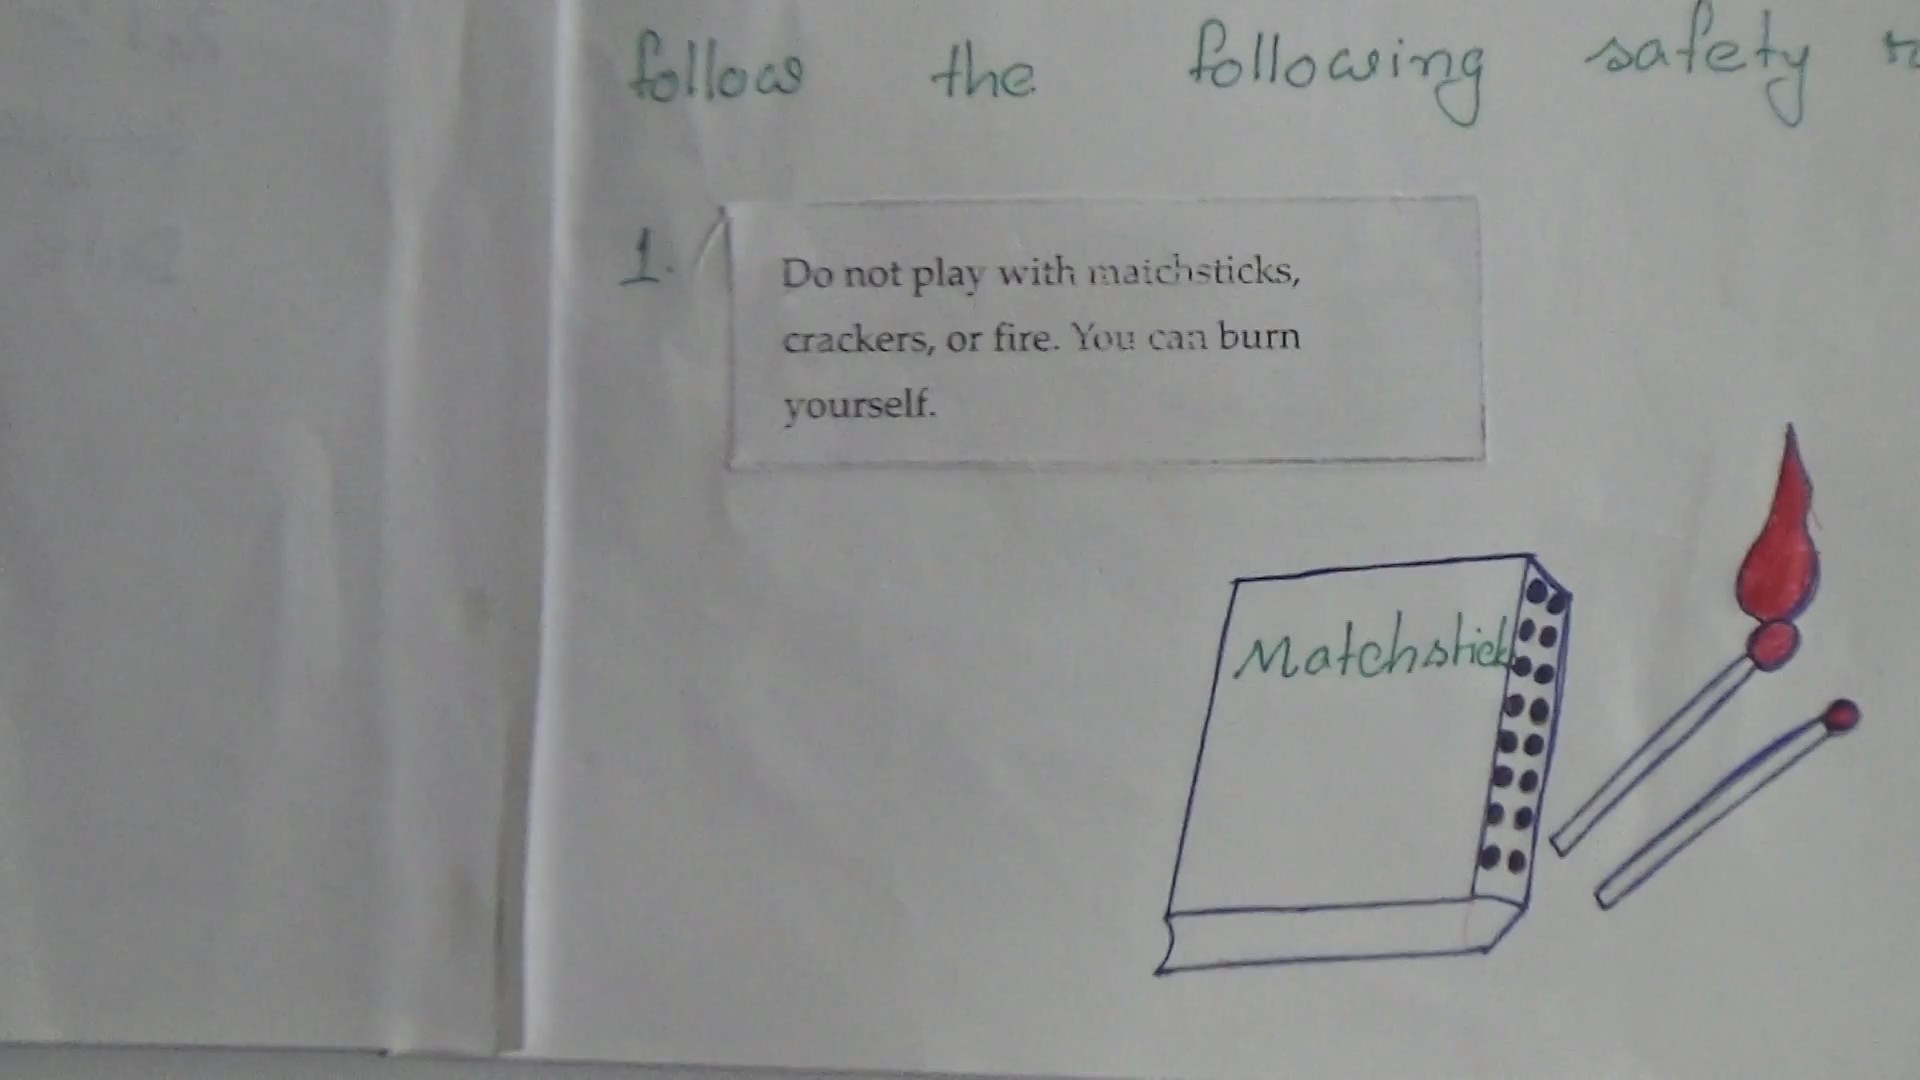 follow the following safety
1.
Do not play with matchsticks,
crackers, or fire. You can burn
yourself.
Matchstick